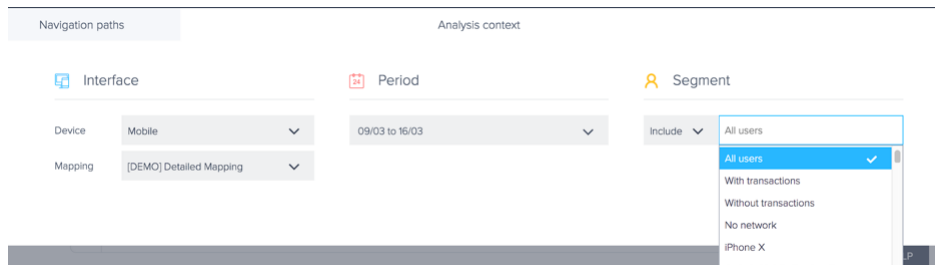 Navigation paths
Analysis context
Interface
Period
Segment
Device
Mobile
09/03 to 16/03
Include
All users
Mapping
[DEMO] Detailed Mapping
All users
With transactions
Without transactions
No network
iPhone X